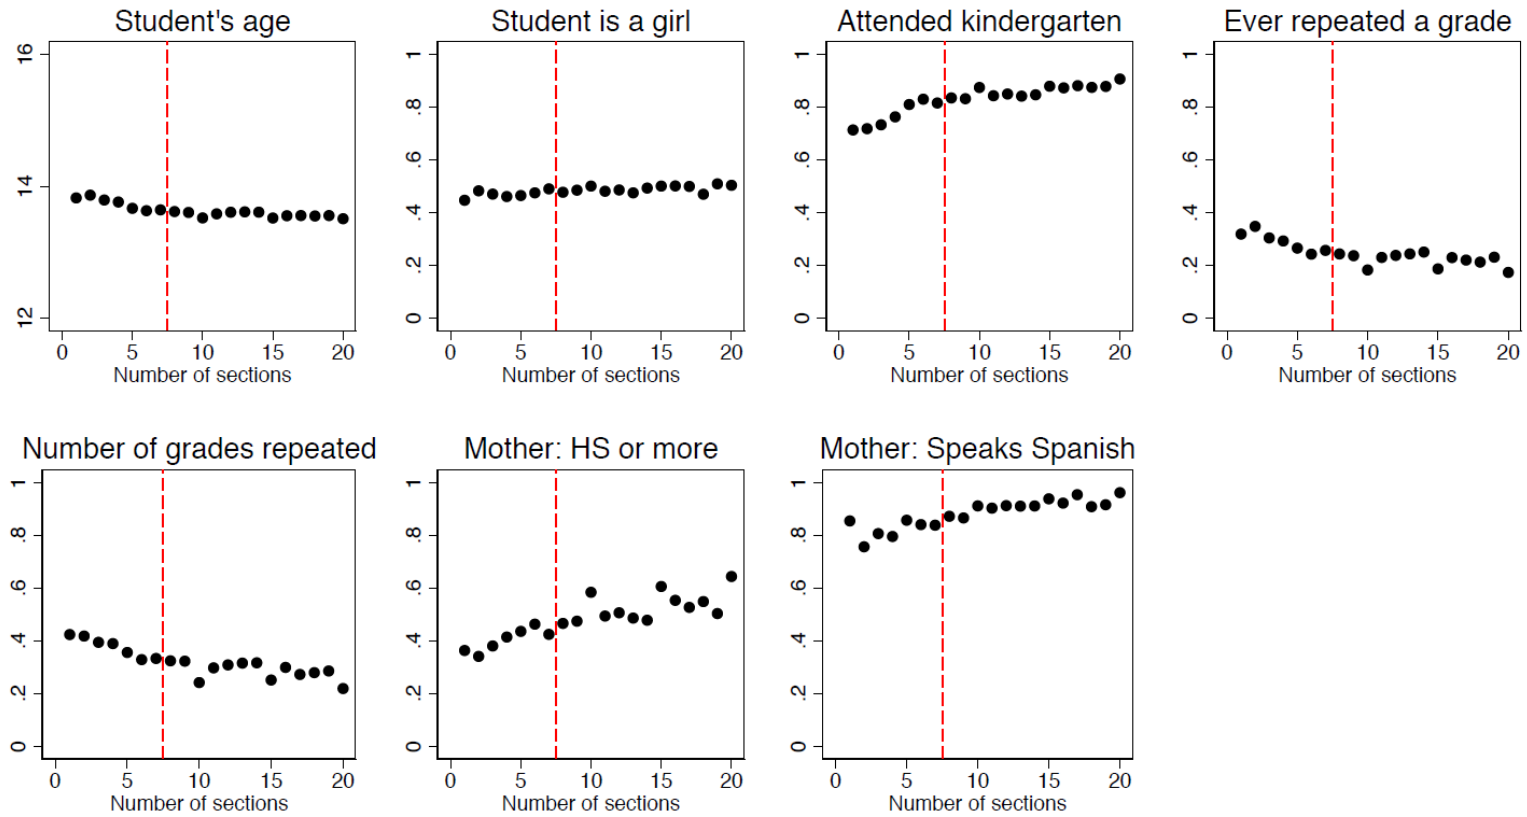 Student's age
16
14
12
0 5 10 15 20
Number of sections
Student is a girl
1
.8
.6
.4
.2
0
0 5 10 15 20
Number of sections
Attended kindergarten
1
.8
.6
.4
.2
0
0 5 10 15 20
Number of sections
Ever repeated a grade
1
.8
.6
.4
.2
0
0 5 10 15 20
Number of sections
Number of grades repeated
1
.8
.6
.4
.2
0
0 5 10 15 20
Number of sections
Mother: HS or more
1
.8
.6
.4
.2
0
0 5 10 15 20
Number of sections
Mother: Speaks Spanish
1
.8
.6
.4
.2
0
0 5 10 15 20
Number of sections